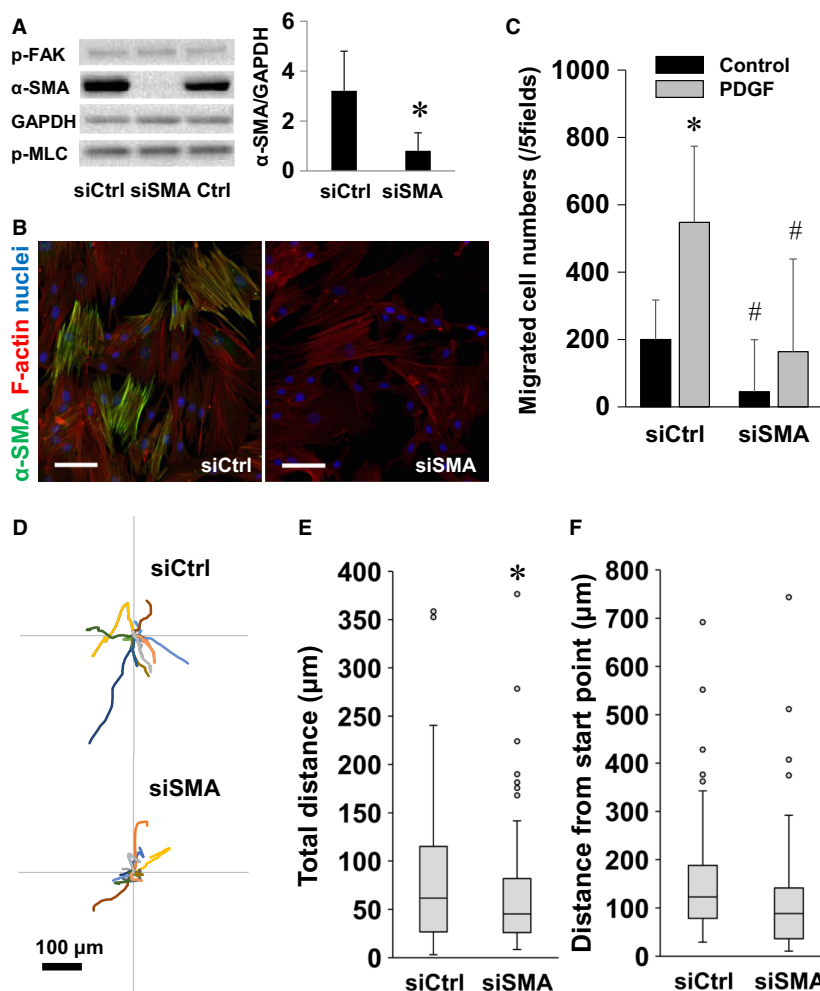 A
p-FAK
α-SMA
GAPDH
p-MLC
siCtrl siSMA Ctrl
α-SMA/GAPDH
6
4
2
0
*
siCtrl siSMA
B
α-SMA F-actin nuclei
siCtrl
siSMA
C
Migrated cell numbers (/5fields)
1000
800
600
400
200
0
Control
PDGF
*
#
#
siCtrl siSMA
D
siCtrl
siSMA
100 µm
E
Total distance (µm)
400
350
300
250
200
150
100
50
0
*
siCtrl siSMA
F
Distance from start point (µm)
800
700
600
500
400
300
200
100
0
siCtrl siSMA